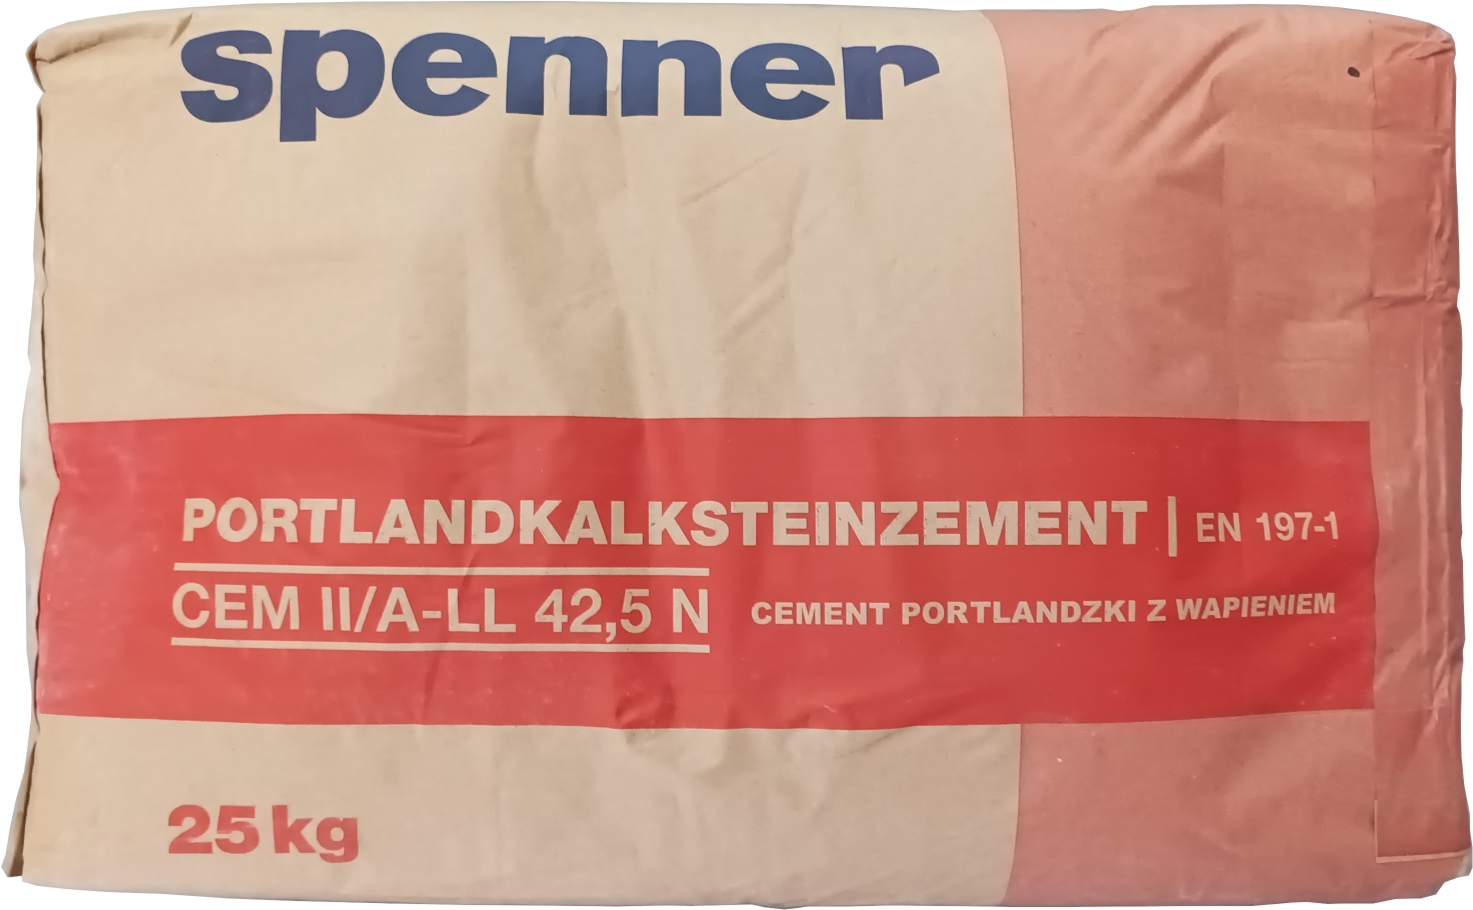 spenner
PORTLANDKALKSTEINZEMENT | EN 197-1
CEM II/A-LL 42,5 N CEMENT PORTLANDZKI Z WAPIENIEM
25 kg